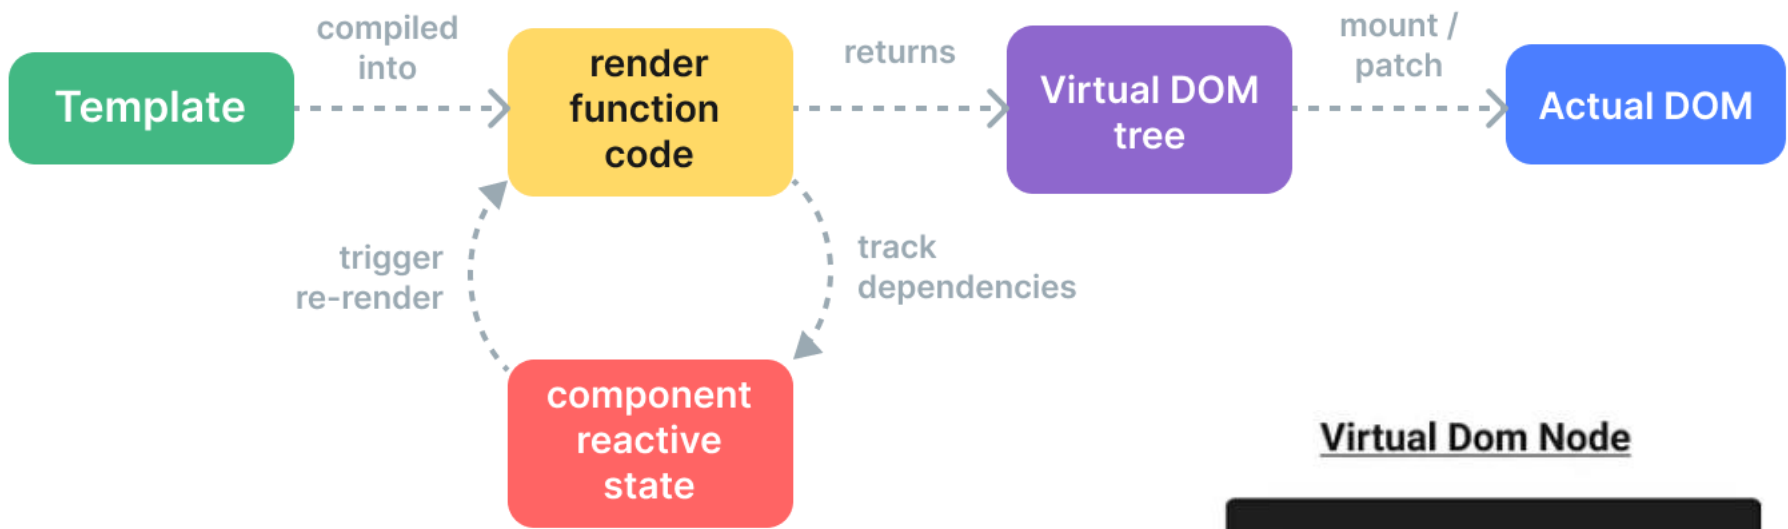 Template
compiled
into
render
function
code
returns
Virtual DOM
tree
mount /
patch
Actual DOM
trigger
re-render
track
dependencies
component
reactive
state
Virtual Dom Node